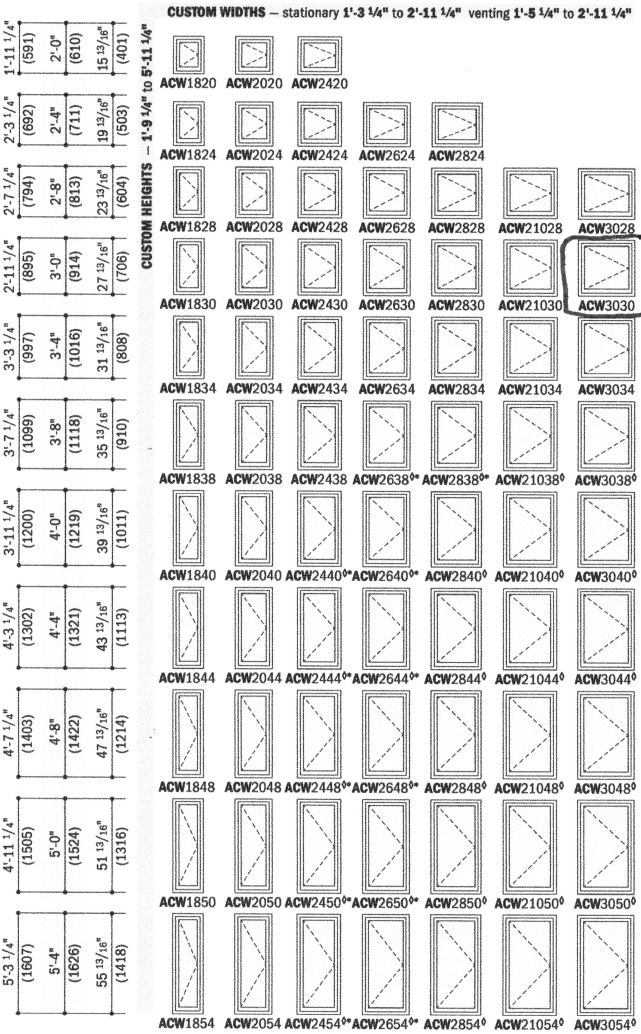 CUSTOM WIDTHS – stationary 1'-3 1/4" to 2'-11 1/4" venting 1'-5 1/4" to 2'-11 1/4"
CUSTOM HEIGHTS – 1'-9 1/4" to 5'-11 1/4"
1'-11 1/4" (591) 2'-0" (610) 15 13/16" (401)
ACW1820 ACW2020 ACW2420
2'-3 1/4" (692) 2'-4" (711) 19 13/16" (503)
ACW1824 ACW2024 ACW2424 ACW2624 ACW2824
2'-7 1/4" (794) 2'-8" (813) 23 13/16" (604)
ACW1828 ACW2028 ACW2428 ACW2628 ACW2828 ACW21028 ACW3028
2'-11 1/4" (895) 3'-0" (914) 27 13/16" (706)
ACW1830 ACW2030 ACW2430 ACW2630 ACW2830 ACW21030 ACW3030
3'-3 1/4" (997) 3'-4" (1016) 31 13/16" (808)
ACW1834 ACW2034 ACW2434 ACW2634 ACW2834 ACW21034 ACW3034
3'-7 1/4" (1099) 3'-8" (1118) 35 13/16" (910)
ACW1838 ACW2038 ACW2438 ACW2638◊* ACW2838◊* ACW21038◊ ACW3038◊
3'-11 1/4" (1200) 4'-0" (1219) 39 13/16" (1011)
ACW1840 ACW2040 ACW2440◊* ACW2640◊* ACW2840◊ ACW21040◊ ACW3040◊
4'-3 1/4" (1302) 4'-4" (1321) 43 13/16" (1113)
ACW1844 ACW2044 ACW2444◊* ACW2644◊* ACW2844◊ ACW21044◊ ACW3044◊
4'-7 1/4" (1403) 4'-8" (1422) 47 13/16" (1214)
ACW1848 ACW2048 ACW2448◊* ACW2648◊* ACW2848◊ ACW21048◊ ACW3048◊
4'-11 1/4" (1505) 5'-0" (1524) 51 13/16" (1316)
ACW1850 ACW2050 ACW2450◊* ACW2650◊* ACW2850◊ ACW21050◊ ACW3050◊
5'-3 1/4" (1607) 5'-4" (1626) 55 13/16" (1418)
ACW1854 ACW2054 ACW2454◊* ACW2654◊* ACW2854◊ ACW21054◊ ACW3054◊